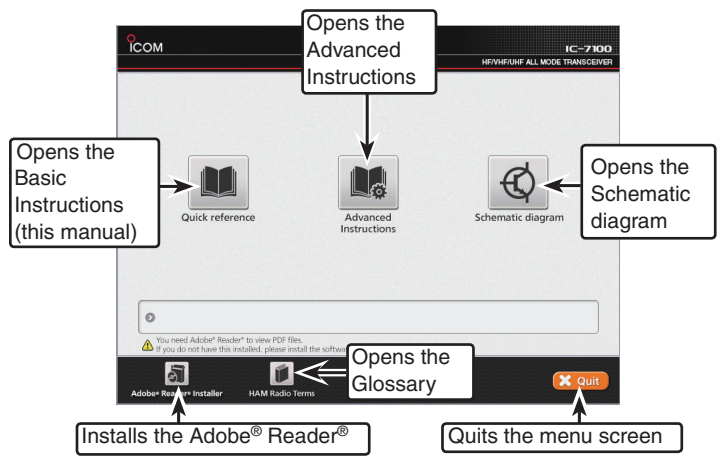 Opens the
Advanced
Instructions
ICOM
IC-7100
HF/VHF/UHF ALL MODE TRANSCEIVER
Opens the
Basic
Instructions
(this manual)
Opens the
Schematic
diagram
Quick reference
Advanced
Instructions
Schematic diagram
You need Adobe® Reader® to view PDF files.
If you do not have this installed. please install the softwa
Opens the
Glossary
Adobe® Reader® Installer
HAM Radio Terms
Quit
Installs the Adobe® Reader®
Quits the menu screen